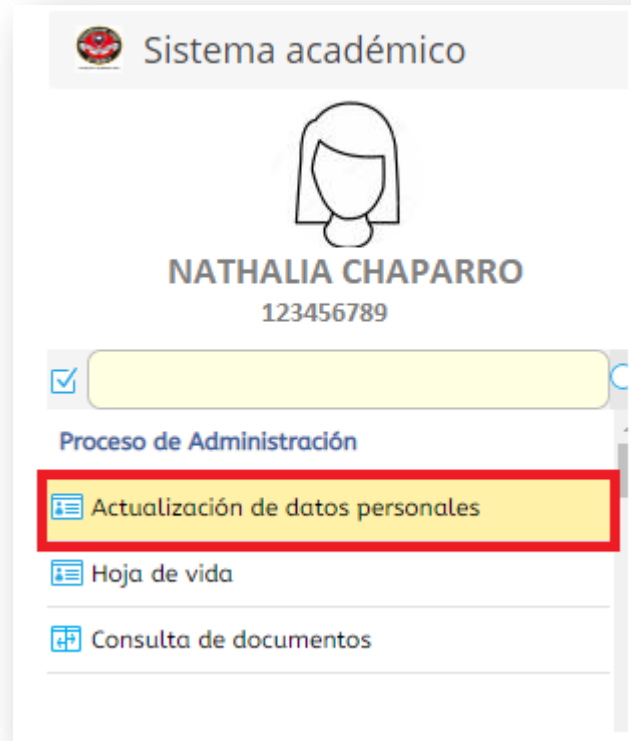 Sistema académico
NATHALIA CHAPARRO
123456789
Proceso de Administración
Actualización de datos personales
Hoja de vida
Consulta de documentos